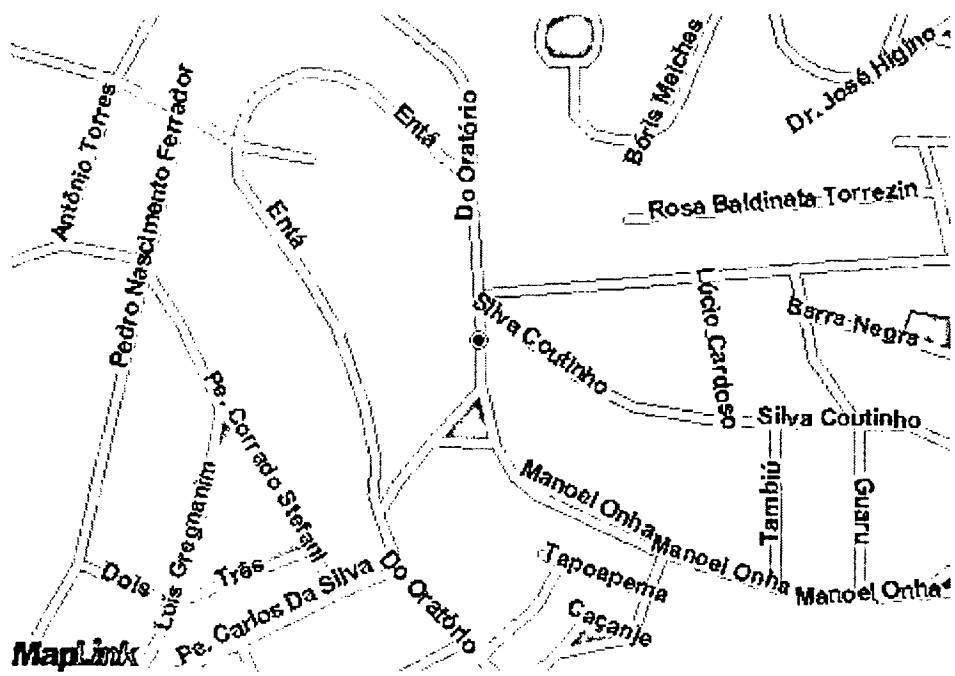 Antônio Torres
Pedro Nascimento Ferrador
Entá
Do Oratório
Bóris Melches
Dr. José Higino
Rosa Baldinata Torrezin
Entá
Silva Coutinho
Lúcio Cardoso
Barra Negra
Silva Coutinho
Pe. Corrado Stefani
Luís Gregnanim
Manoel Onha
Manoel Onha
Manoel Onha
Tambiú
Guaru
Dois
Três
Pe. Carlos Da Silva
Do Oratório
Tapoapema
Caçanje
MapLink